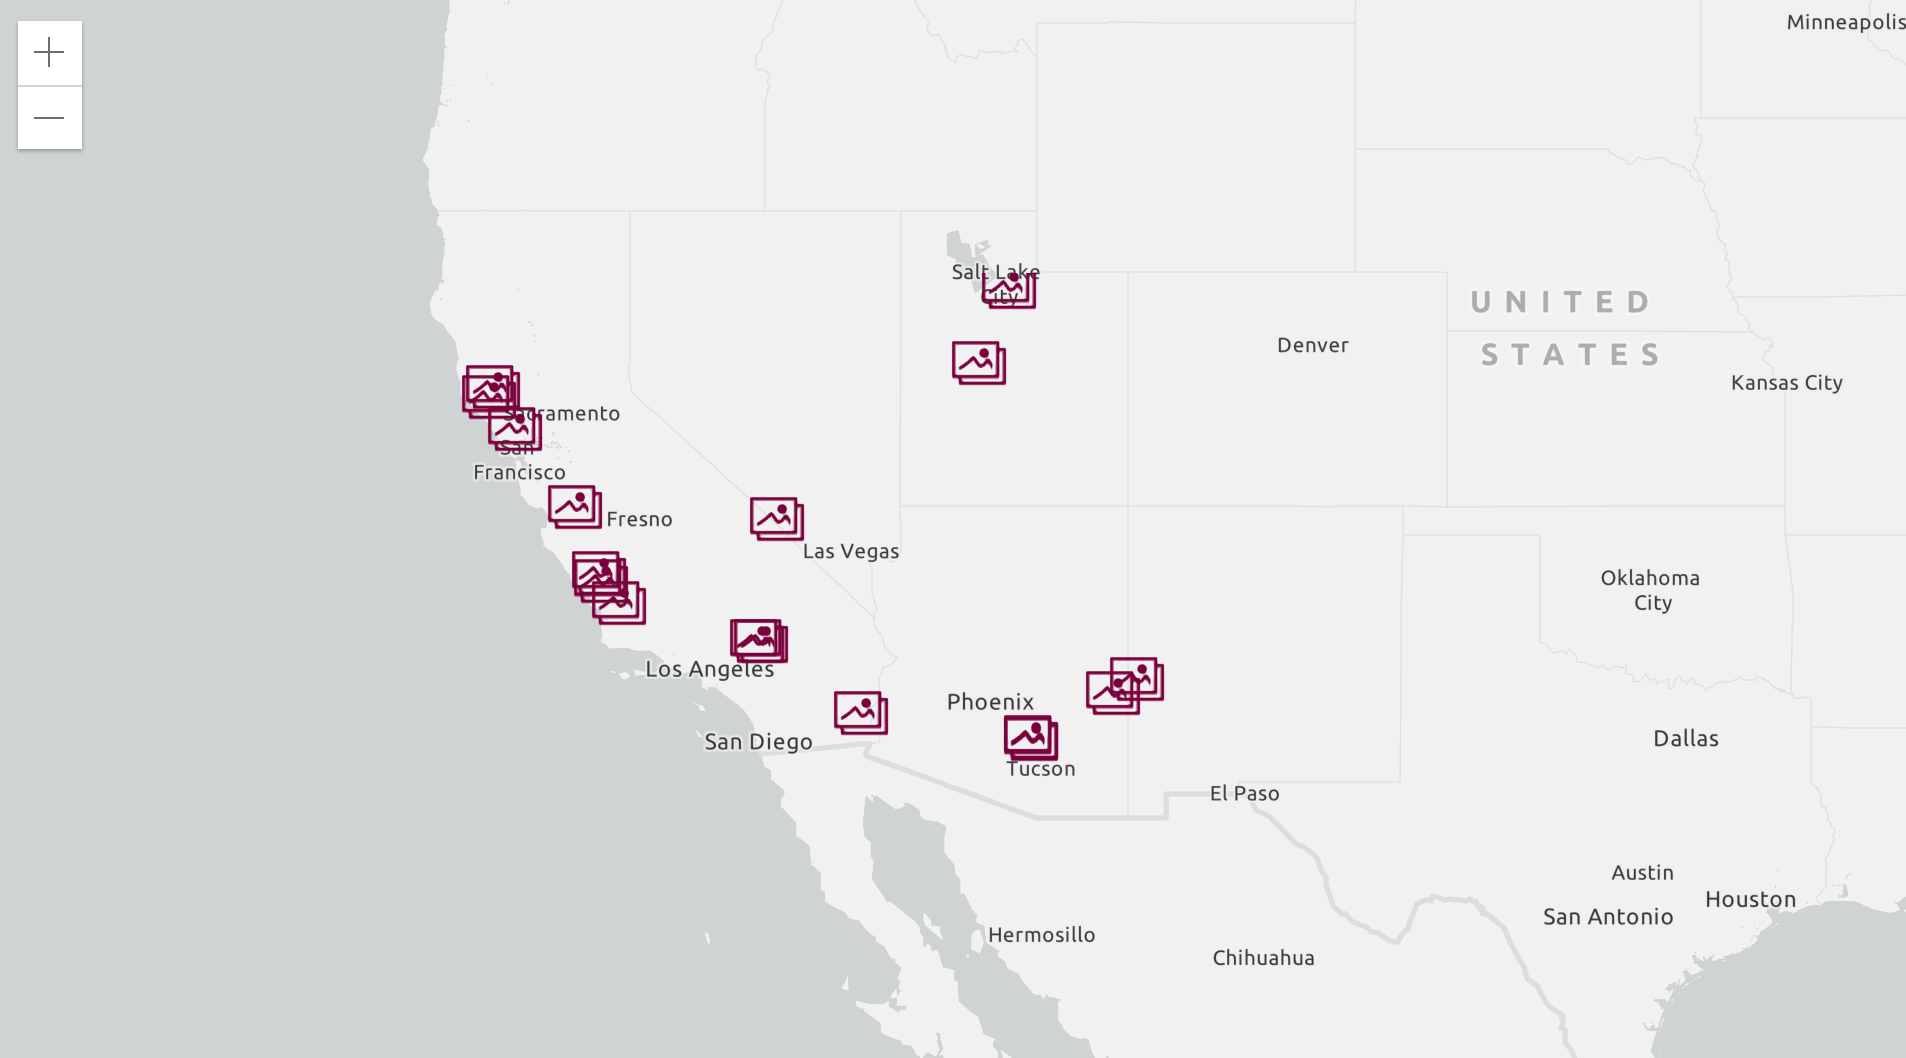 Minneapolis
Salt Lake
City
UNITED
STATES
Denver
Kansas City
Sacramento
San
Francisco
Fresno
Las Vegas
Oklahoma
City
Los Angeles
Phoenix
San Diego
Dallas
Tucson
El Paso
Austin
Houston
San Antonio
Hermosillo
Chihuahua